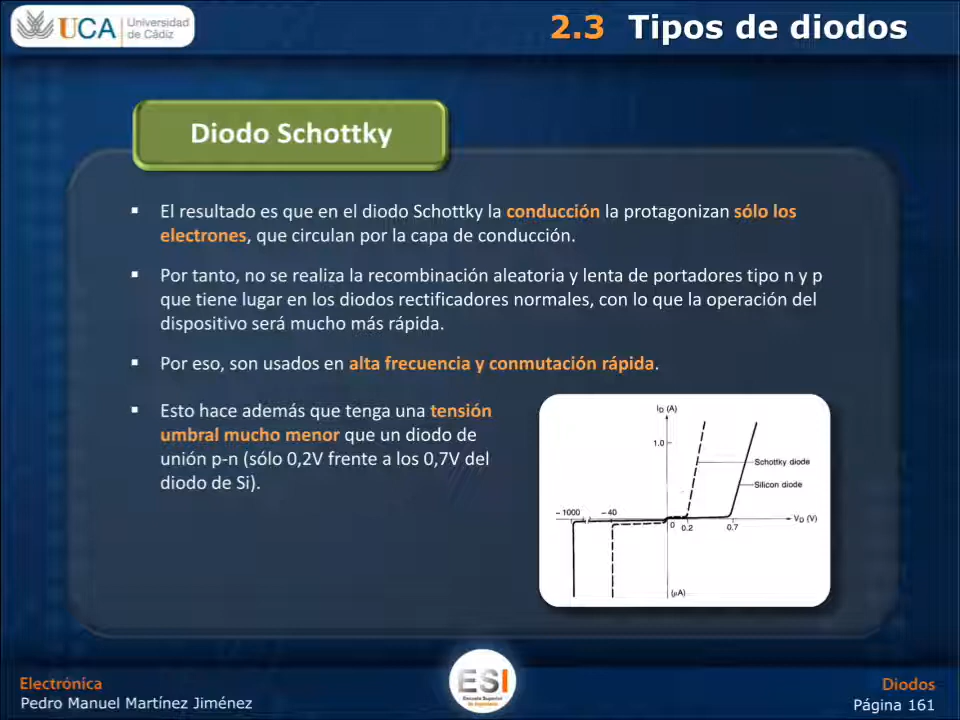 UCA Universidad
de Cádiz
2.3 Tipos de diodos
Diodo Schottky
▪ El resultado es que en el diodo Schottky la conducción la protagonizan sólo los
electrones, que circulan por la capa de conducción.
▪ Por tanto, no se realiza la recombinación aleatoria y lenta de portadores tipo n y p
que tiene lugar en los diodos rectificadores normales, con lo que la operación del
dispositivo será mucho más rápida.
▪ Por eso, son usados en alta frecuencia y conmutación rápida.
▪ Esto hace además que tenga una tensión
umbral mucho menor que un diodo de
unión p-n (sólo 0,2V frente a los 0,7V del
diodo de Si).
I_D (A)
1.0
Schottky diode
Silicon diode
– 1000 – 40
V_D (V)
0 0.2 0.7
(μA)
Electrónica
Pedro Manuel Martínez Jiménez
ESI
Escuela Superior
de Ingeniería
Diodos
Página 161